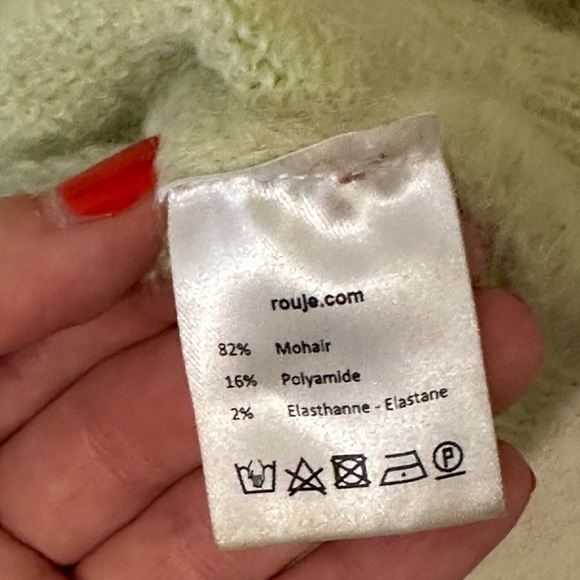 rouje.com
82% Mohair
16% Polyamide
2% Elasthanne - Elastane
P